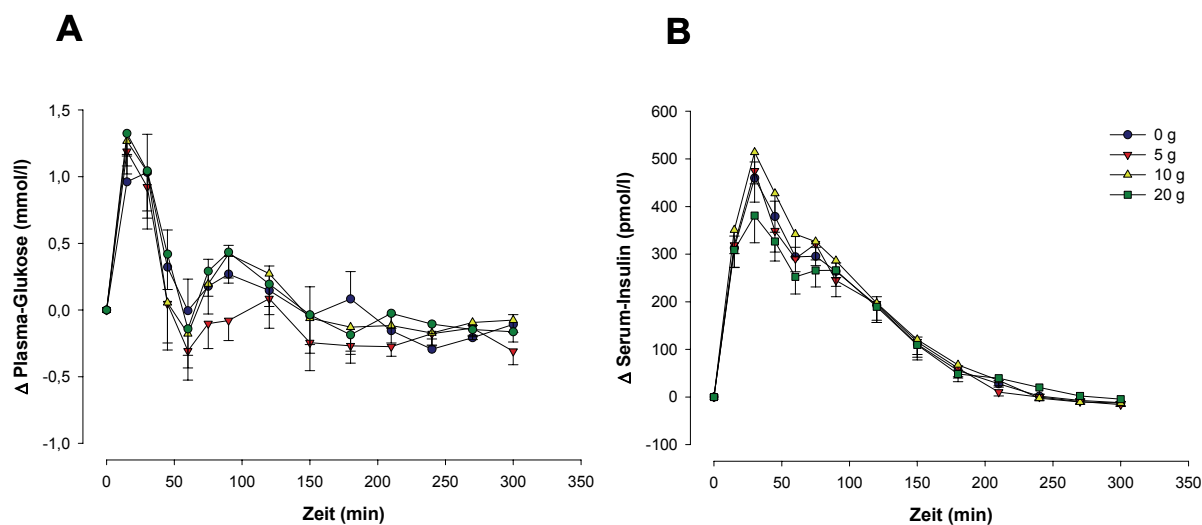 A
Δ Plasma-Glukose (mmol/l)
1,5
1,0
0,5
0,0
-0,5
-1,0
0 50 100 150 200 250 300 350
Zeit (min)
B
Δ Serum-Insulin (pmol/l)
600
500
400
300
200
100
0
-100
0 50 100 150 200 250 300 350
Zeit (min)
0 g
5 g
10 g
20 g